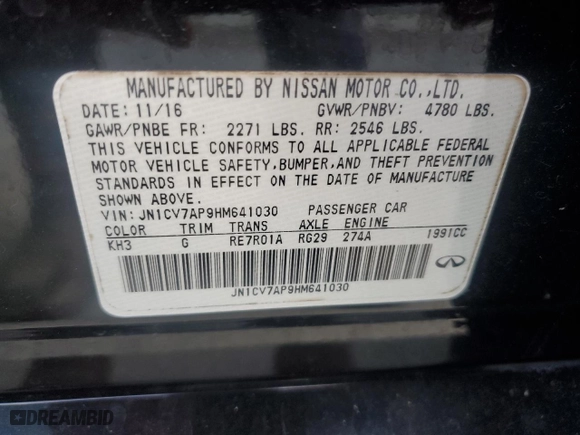 MANUFACTURED BY NISSAN MOTOR CO.,LTD.
DATE: 11/16 GVWR/PNBV: 4780 LBS.
GAWR/PNBE FR: 2271 LBS. RR: 2546 LBS.
THIS VEHICLE CONFORMS TO ALL APPLICABLE FEDERAL
MOTOR VEHICLE SAFETY,BUMPER,AND THEFT PREVENTION
STANDARDS IN EFFECT ON THE DATE OF MANUFACTURE
SHOWN ABOVE.
VIN: JN1CV7AP9HM641030 PASSENGER CAR
COLOR TRIM TRANS AXLE ENGINE
KH3 G RE7R01A RG29 274A 1991CC
JN1CV7AP9HM641030
DREAMBID